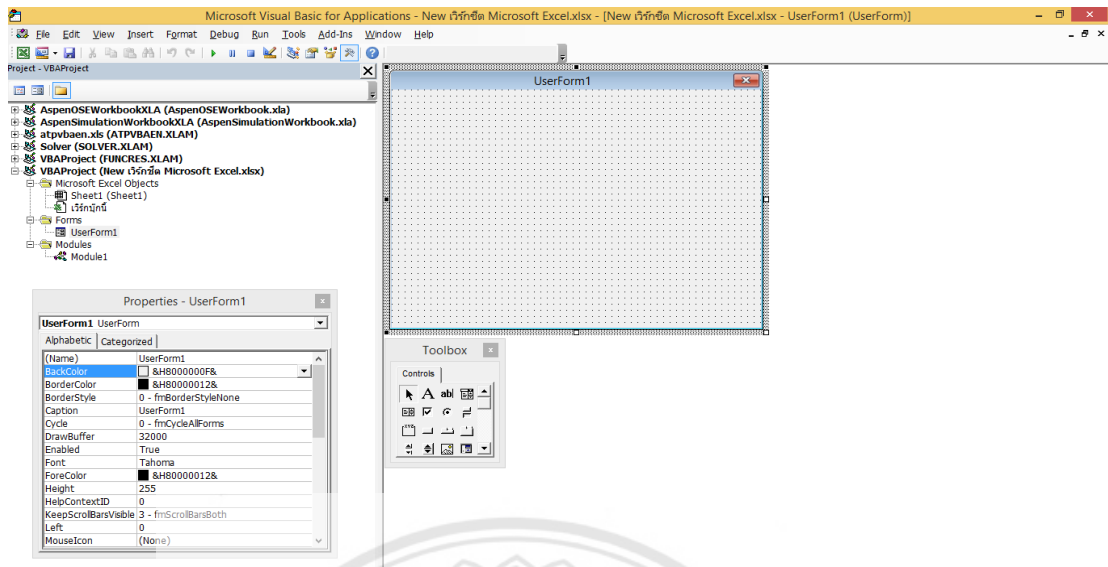 Microsoft Visual Basic for Applications - New เวิร์กชีต Microsoft Excel.xlsx - [New เวิร์กชีต Microsoft Excel.xlsx - UserForm1 (UserForm)]
File Edit View Insert Format Debug Run Tools Add-Ins Window Help
Project - VBAProject
AspenOSEWorkbookXLA (AspenOSEWorkbook.xla)
AspenSimulationWorkbookXLA (AspenSimulationWorkbook.xla)
atpvbaen.xls (ATPVBAEN.XLAM)
Solver (SOLVER.XLAM)
VBAProject (FUNCRES.XLAM)
VBAProject (New เวิร์กชีต Microsoft Excel.xlsx)
Microsoft Excel Objects
Sheet1 (Sheet1)
เวิร์กบุ๊กนี้
Forms
UserForm1
Modules
Module1
UserForm1
Properties - UserForm1
UserForm1 UserForm
Alphabetic Categorized
(Name) UserForm1
BackColor &H8000000F&
BorderColor &H80000012&
BorderStyle 0 - fmBorderStyleNone
Caption UserForm1
Cycle 0 - fmCycleAllForms
DrawBuffer 32000
Enabled True
Font Tahoma
ForeColor &H80000012&
Height 255
HelpContextID 0
KeepScrollBarsVisible 3 - fmScrollBarsBoth
Left 0
MouseIcon (None)
Toolbox
Controls
A abl